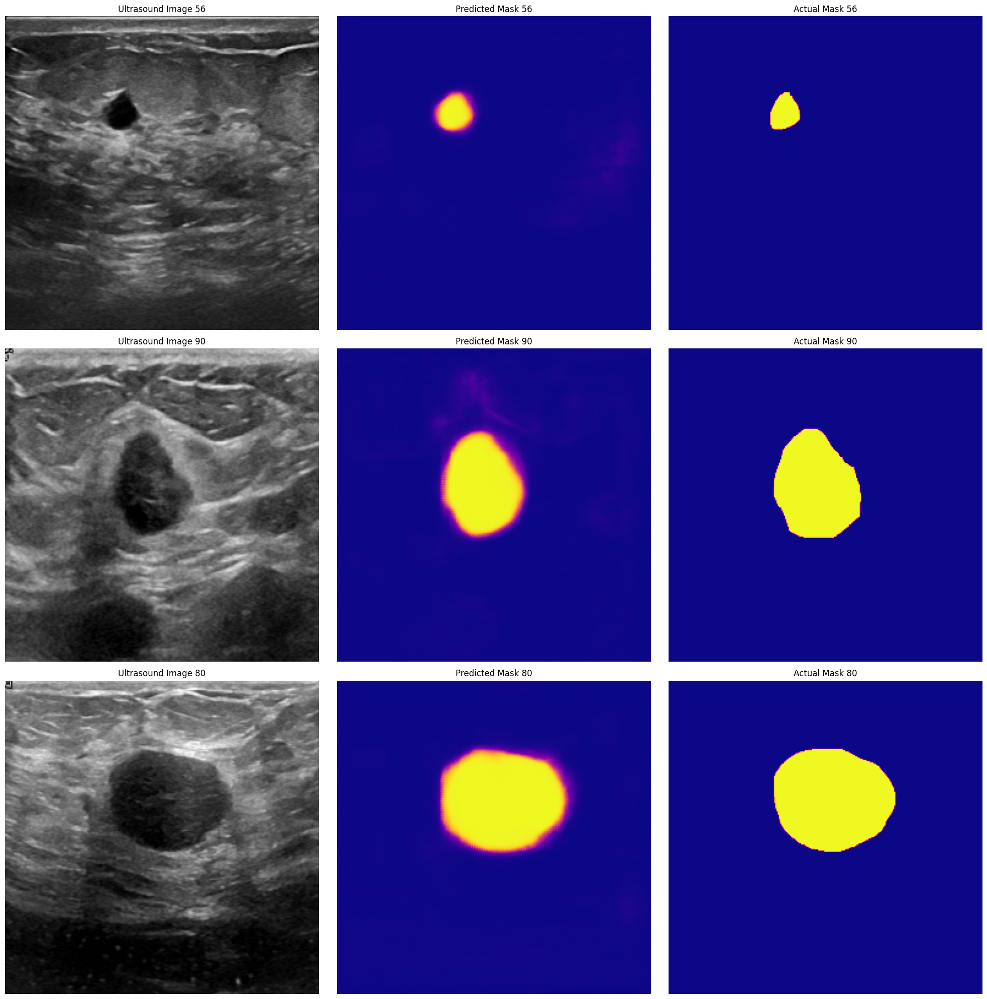 Ultrasound Image 56
Predicted Mask 56
Actual Mask 56
Ultrasound Image 90
Predicted Mask 90
Actual Mask 90
Ultrasound Image 80
Predicted Mask 80
Actual Mask 80